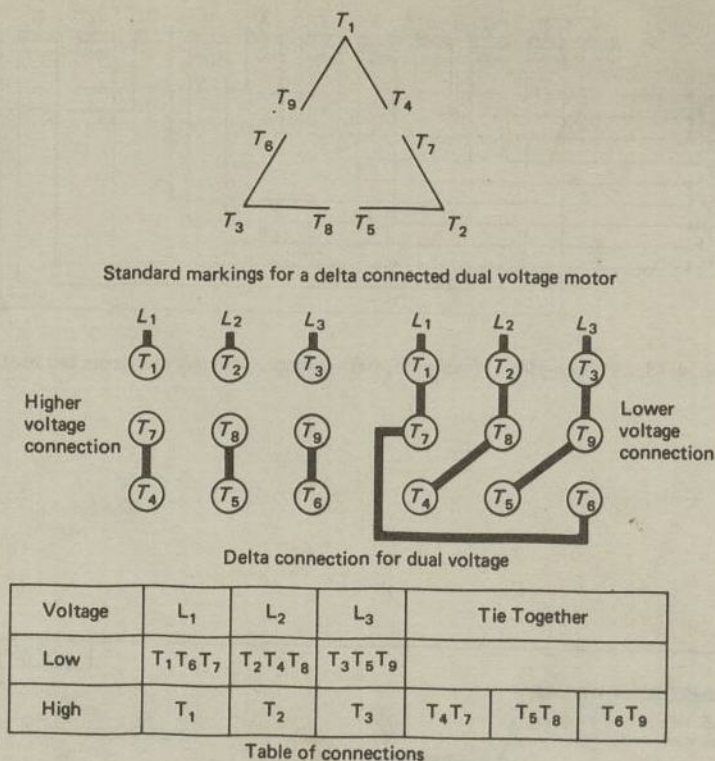 T₁
T₉ T₄
T₆ T₇
T₃ T₈ T₅ T₂
Standard markings for a delta connected dual voltage motor
L₁ L₂ L₃ L₁ L₂ L₃
T₁ T₂ T₃ T₁ T₂ T₃
Higher voltage connection
T₇ T₈ T₉ T₇ T₈ T₉
Lower voltage connection
T₄ T₅ T₆ T₄ T₅ T₆
Delta connection for dual voltage
Voltage L₁ L₂ L₃ Tie Together
Low T₁T₆T₇ T₂T₄T₈ T₃T₅T₉
High T₁ T₂ T₃ T₄T₇ T₅T₈ T₆T₉
Table of connections